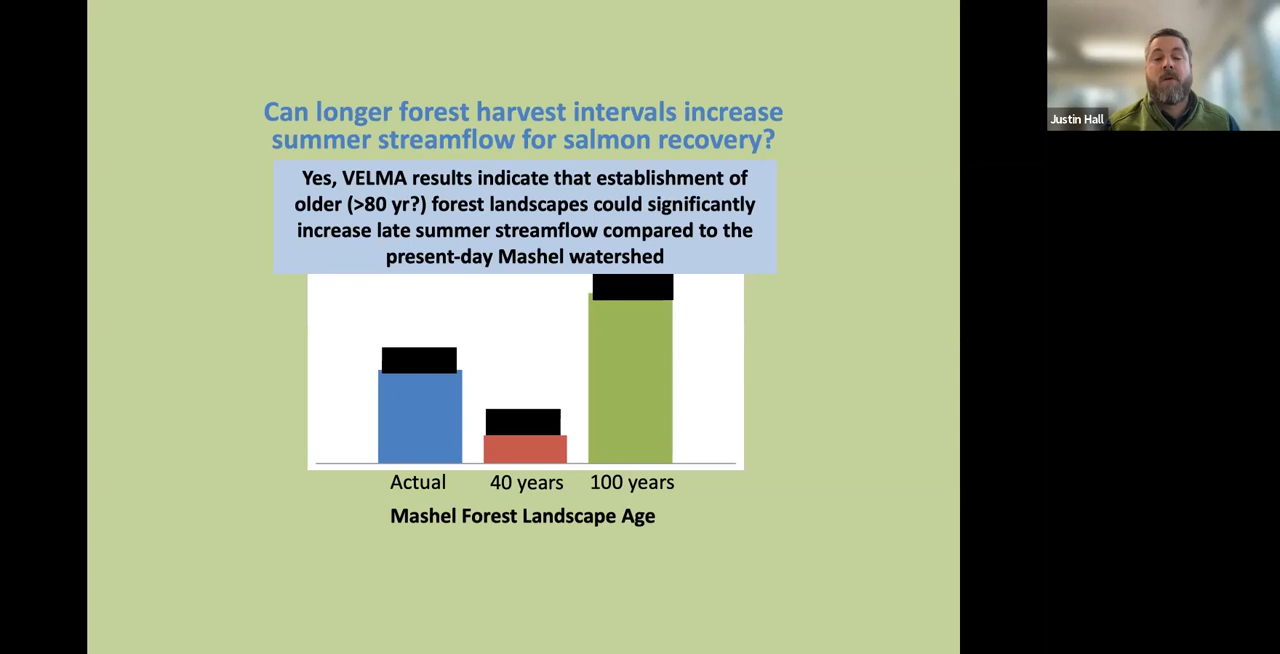 Can longer forest harvest intervals increase
summer streamflow for salmon recovery?
Yes, VELMA results indicate that establishment of
older (>80 yr?) forest landscapes could significantly
increase late summer streamflow compared to the
present-day Mashel watershed
Actual
40 years
100 years
Mashel Forest Landscape Age
Justin Hall